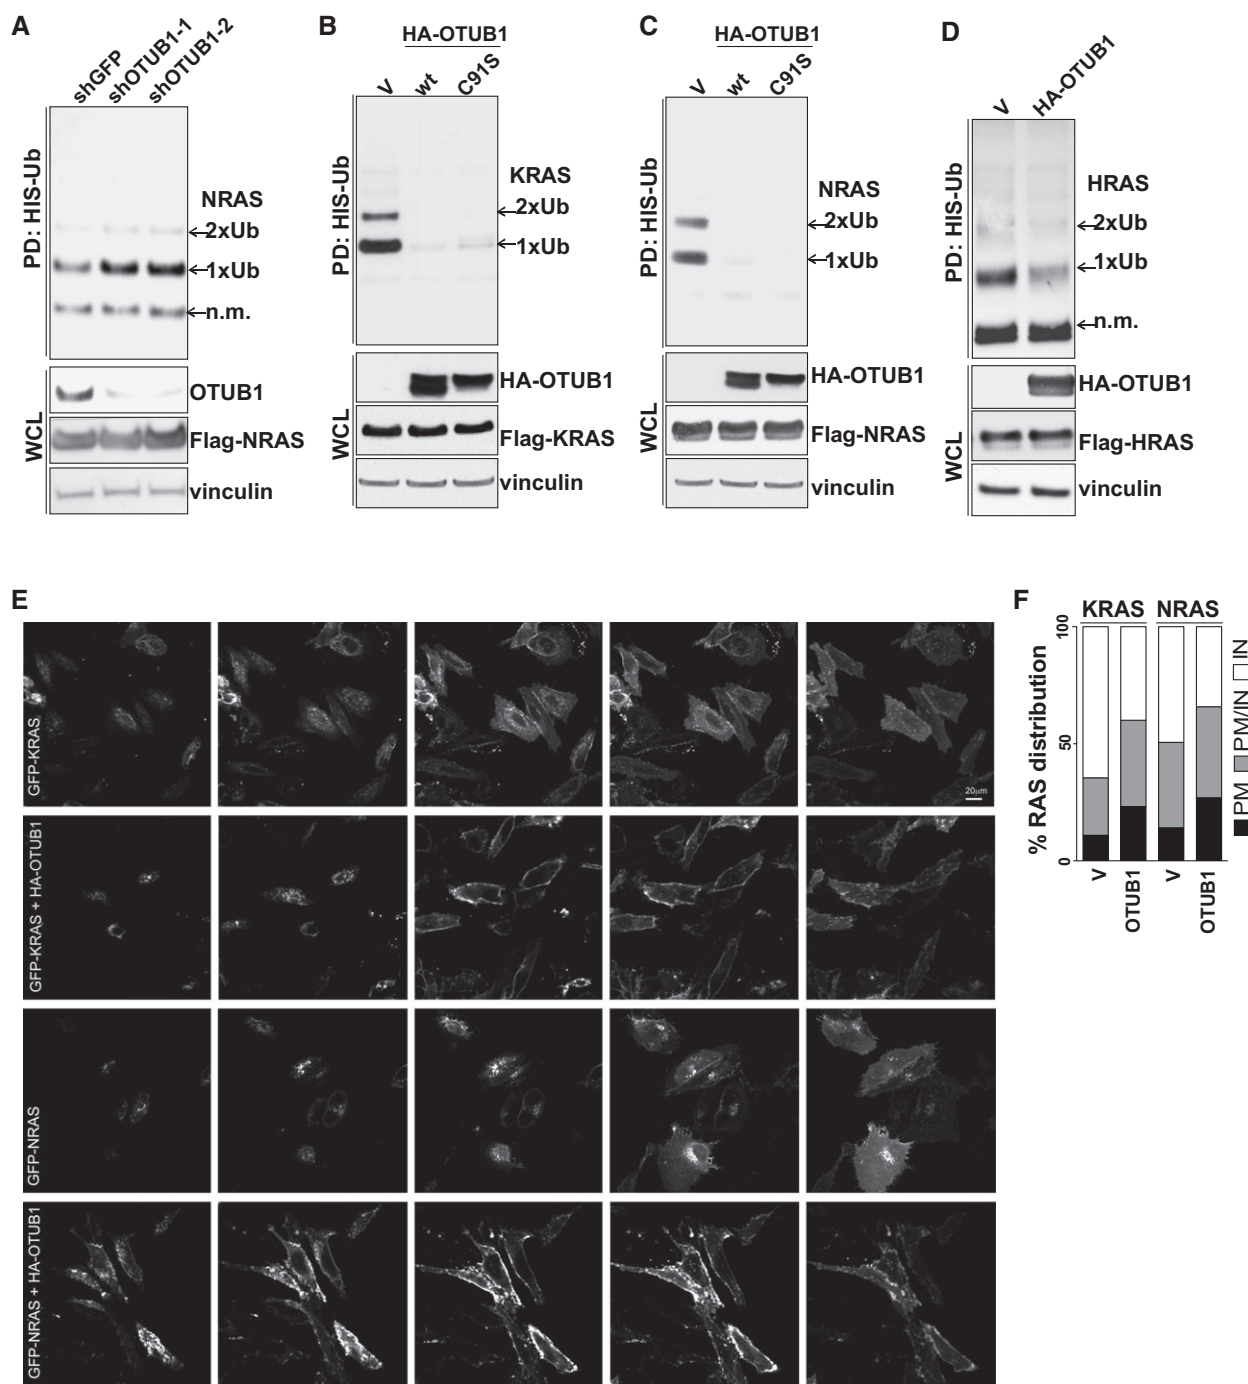 A
shGFP
shOTUB1-1
shOTUB1-2
PD: HIS-Ub
NRAS
2xUb
1xUb
n.m.
WCL
OTUB1
Flag-NRAS
vinculin
B
HA-OTUB1
V
wt
C91S
PD: HIS-Ub
KRAS
2xUb
1xUb
WCL
HA-OTUB1
Flag-KRAS
vinculin
C
HA-OTUB1
V
wt
C91S
PD: HIS-Ub
NRAS
2xUb
1xUb
WCL
HA-OTUB1
Flag-NRAS
vinculin
D
V
HA-OTUB1
PD: HIS-Ub
HRAS
2xUb
1xUb
n.m.
WCL
HA-OTUB1
Flag-HRAS
vinculin
E
GFP-KRAS
20μm
GFP-KRAS + HA-OTUB1
GFP-NRAS
GFP-NRAS + HA-OTUB1
F
KRAS NRAS
% RAS distribution
100
50
0
V
OTUB1
V
OTUB1
PM
PM/IN
IN